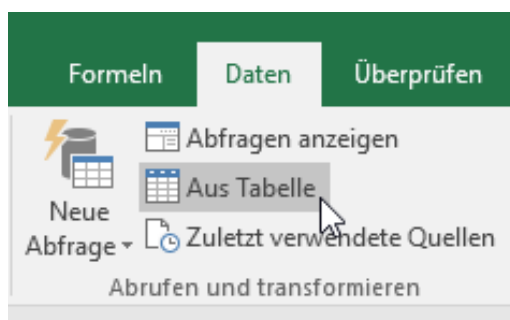 Formeln Daten Überprüfen
Abfragen anzeigen
Aus Tabelle
Neue
Abfrage
Zuletzt verwendete Quellen
Abrufen und transformieren